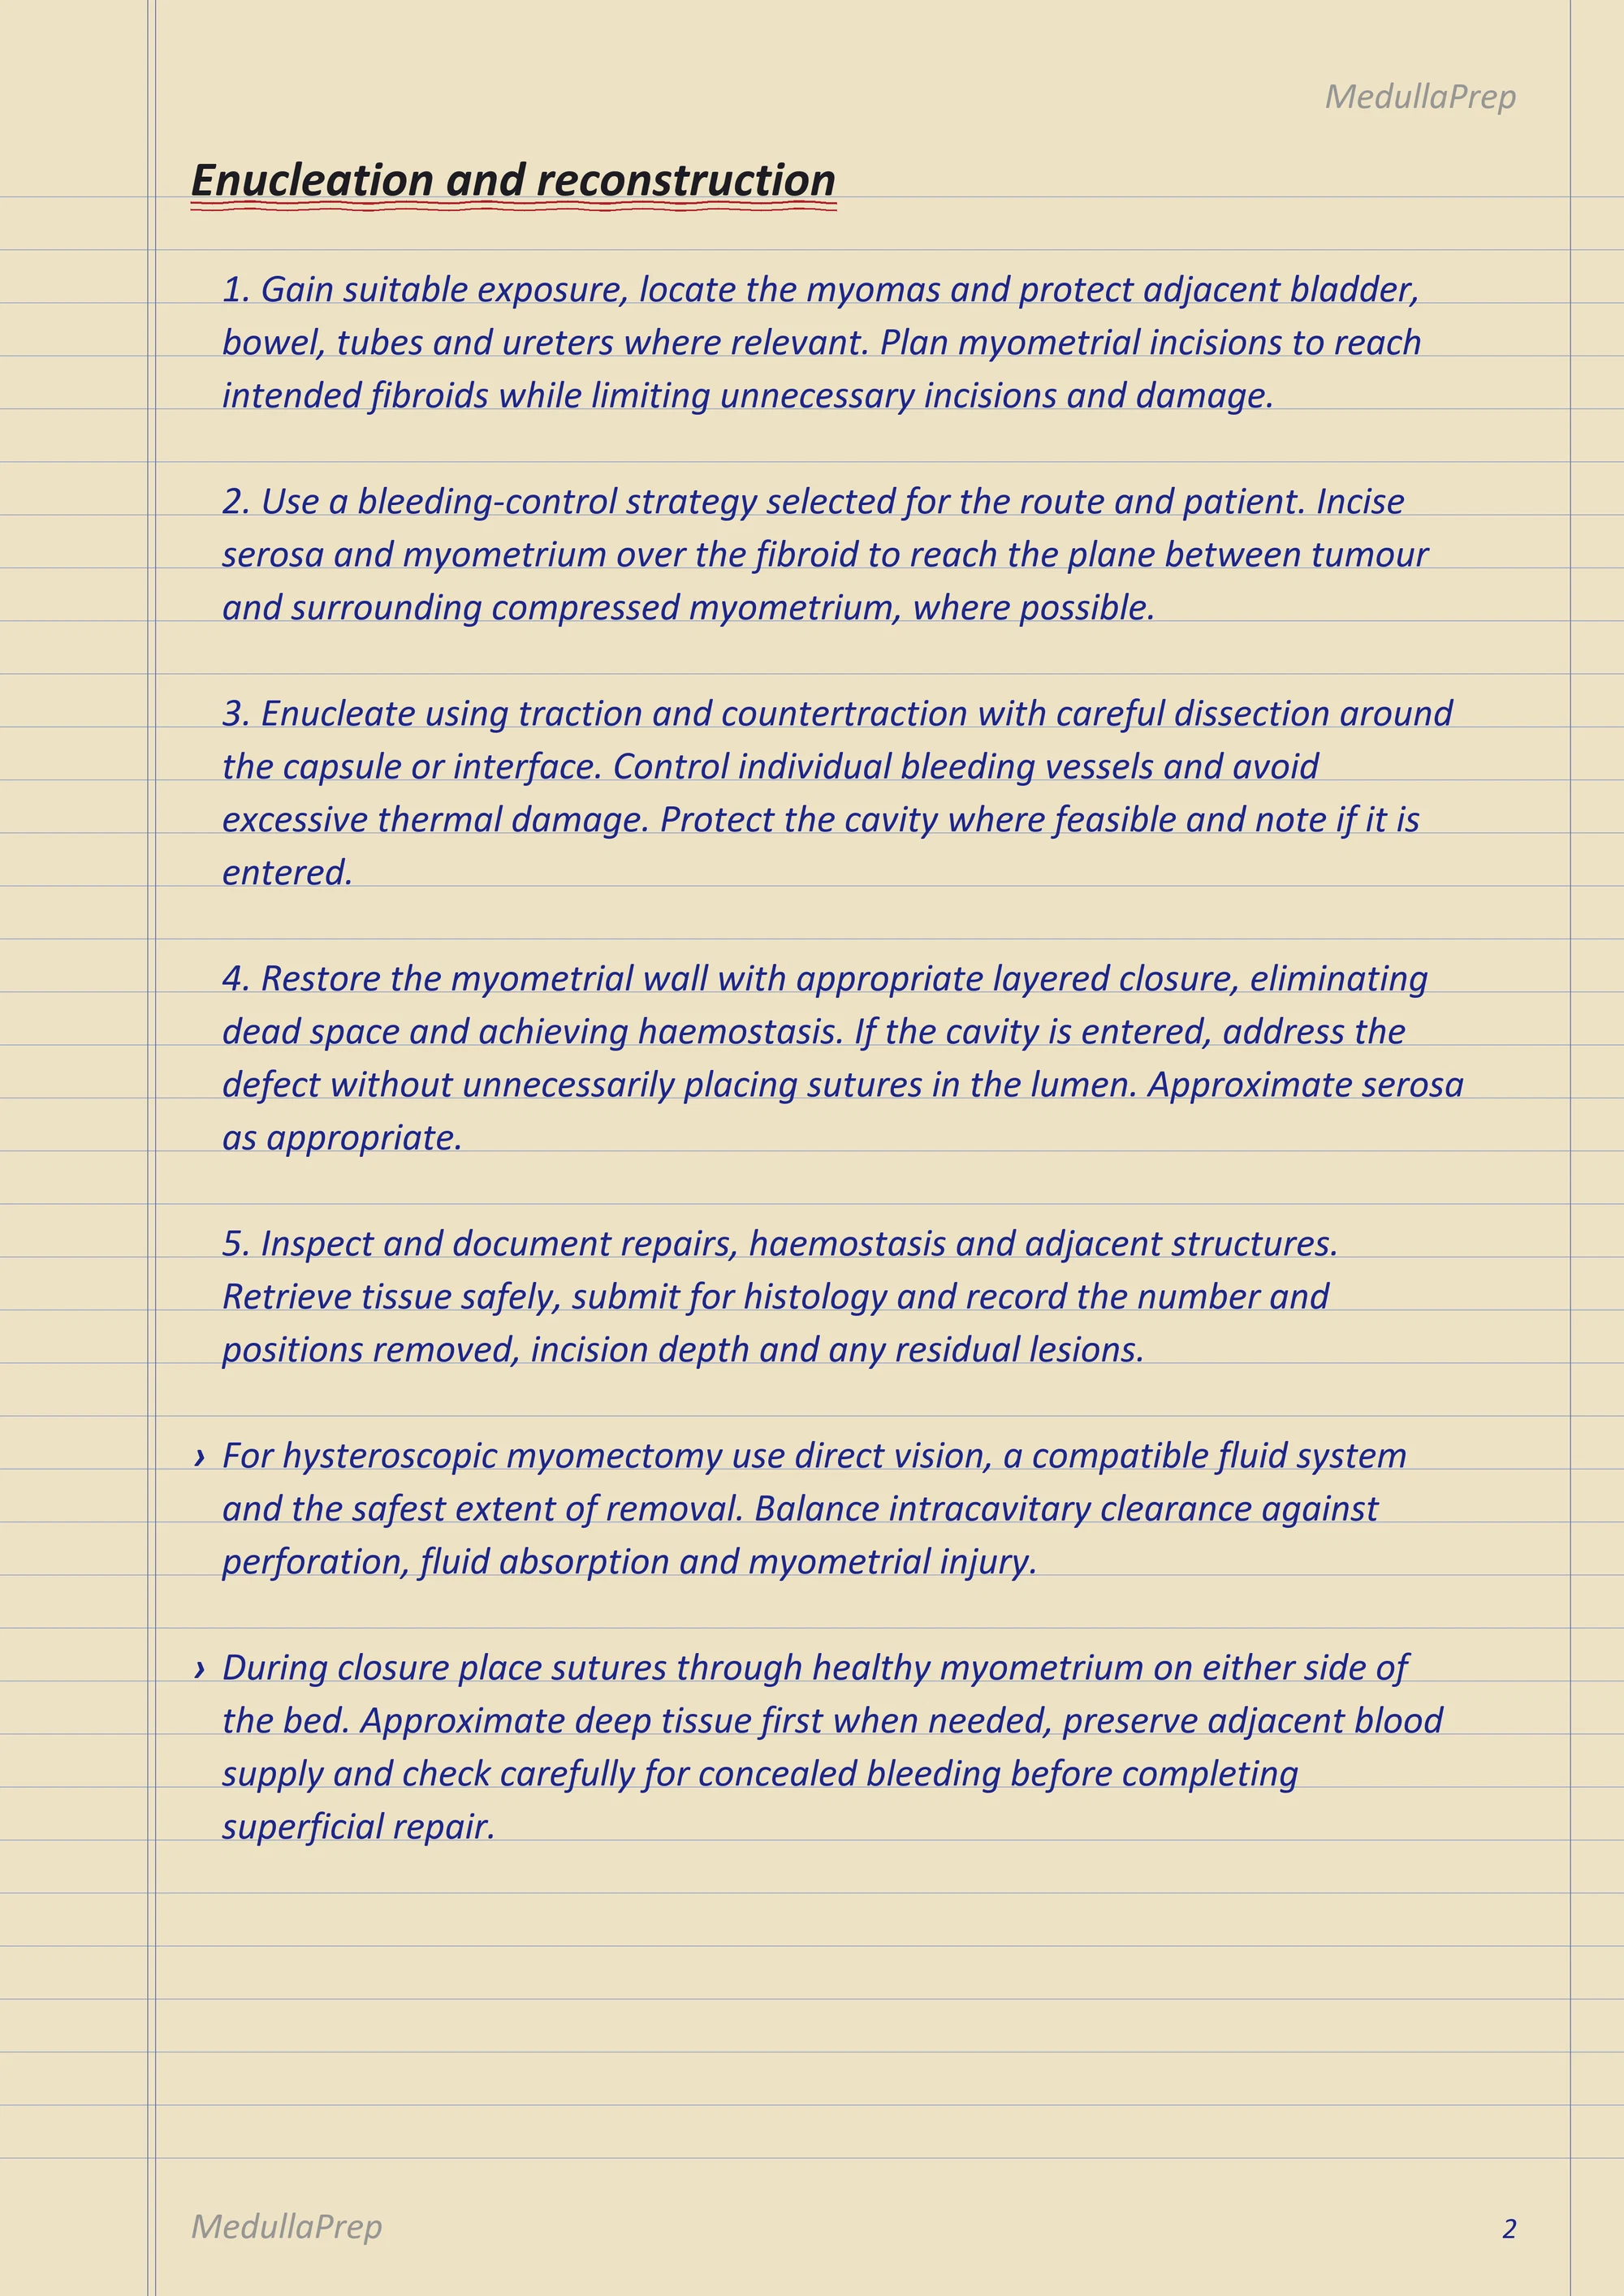 MedullaPrep
Enucleation and reconstruction
1. Gain suitable exposure, locate the myomas and protect adjacent bladder,
bowel, tubes and ureters where relevant. Plan myometrial incisions to reach
intended fibroids while limiting unnecessary incisions and damage.
2. Use a bleeding-control strategy selected for the route and patient. Incise
serosa and myometrium over the fibroid to reach the plane between tumour
and surrounding compressed myometrium, where possible.
3. Enucleate using traction and countertraction with careful dissection around
the capsule or interface. Control individual bleeding vessels and avoid
excessive thermal damage. Protect the cavity where feasible and note if it is
entered.
4. Restore the myometrial wall with appropriate layered closure, eliminating
dead space and achieving haemostasis. If the cavity is entered, address the
defect without unnecessarily placing sutures in the lumen. Approximate serosa
as appropriate.
5. Inspect and document repairs, haemostasis and adjacent structures.
Retrieve tissue safely, submit for histology and record the number and
positions removed, incision depth and any residual lesions.
› For hysteroscopic myomectomy use direct vision, a compatible fluid system
and the safest extent of removal. Balance intracavitary clearance against
perforation, fluid absorption and myometrial injury.
› During closure place sutures through healthy myometrium on either side of
the bed. Approximate deep tissue first when needed, preserve adjacent blood
supply and check carefully for concealed bleeding before completing
superficial repair.
MedullaPrep
2